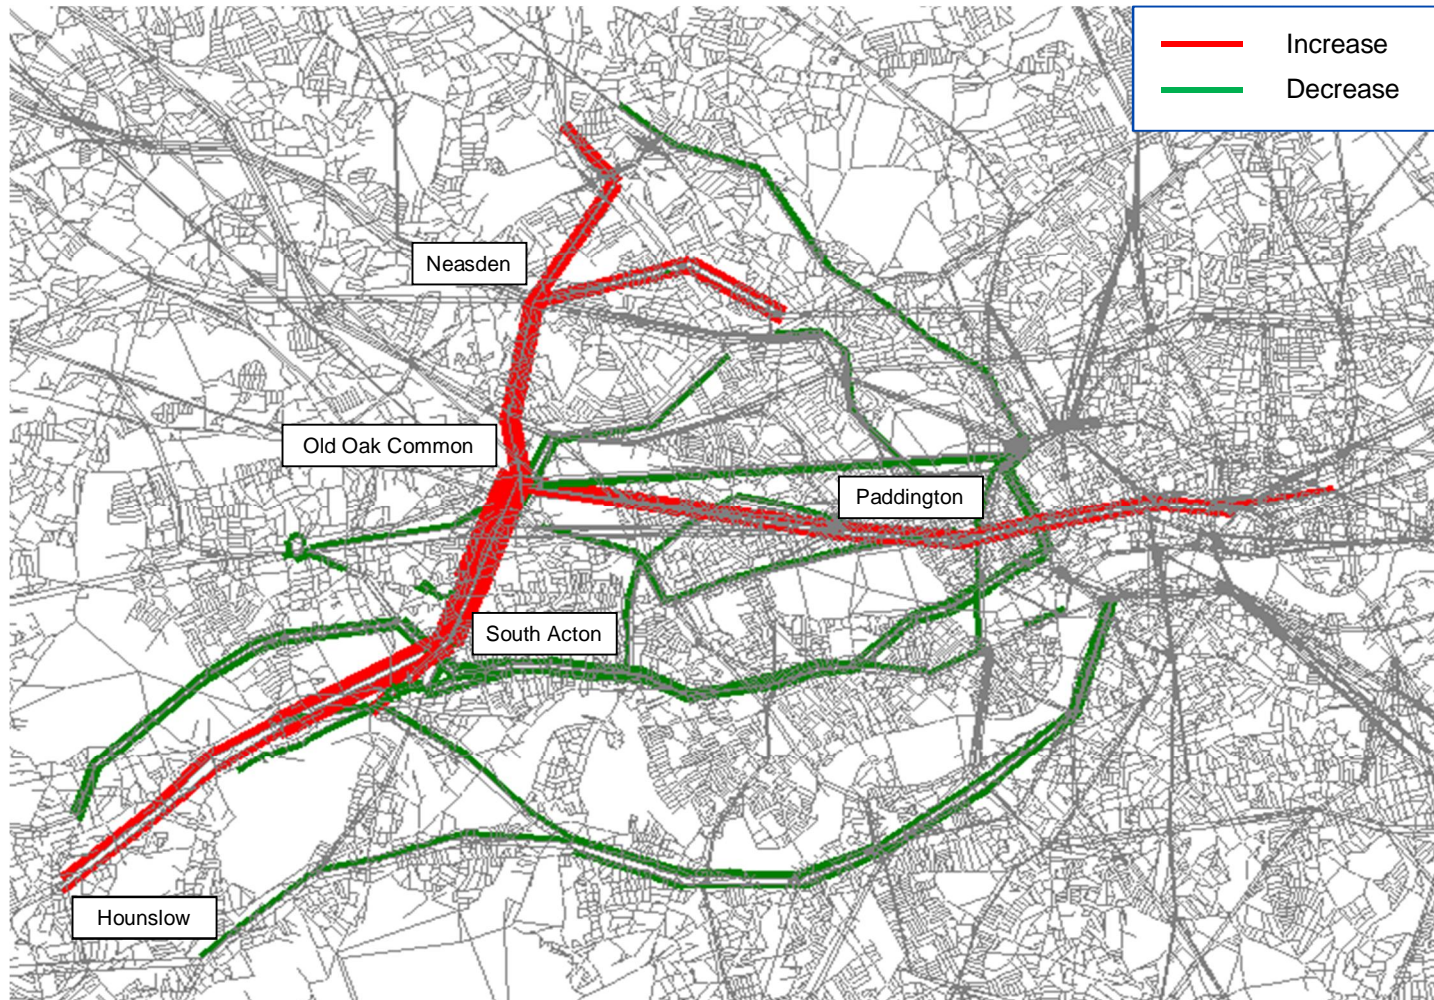 Increase
Decrease
Neasden
Old Oak Common
Paddington
South Acton
Hounslow